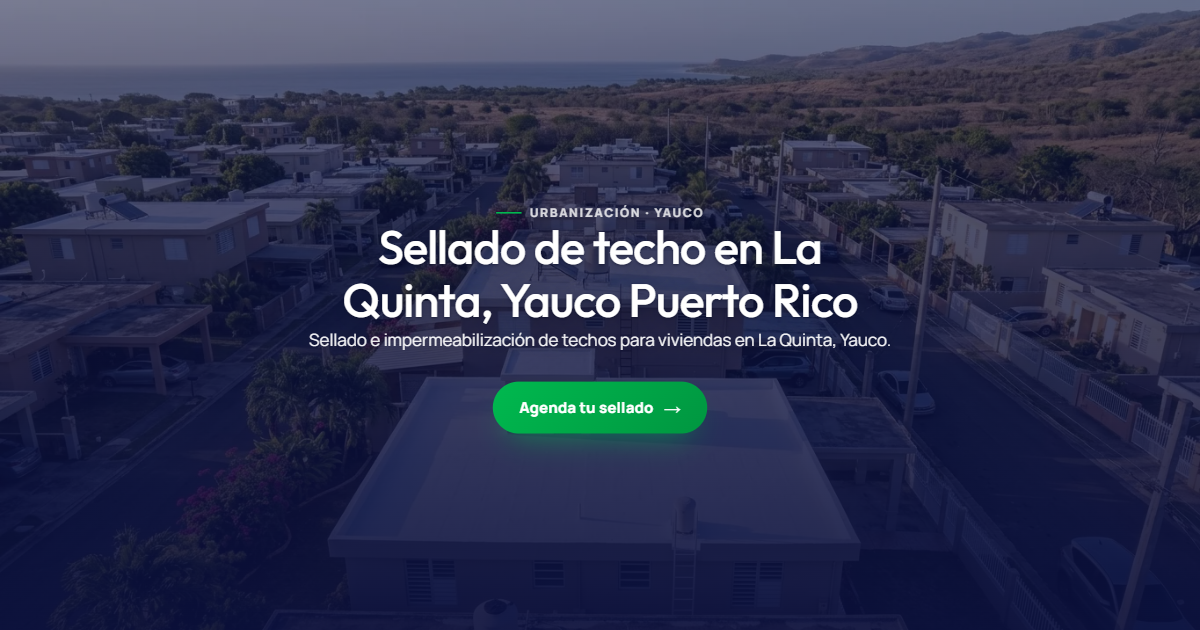 URBANIZACIÓN · YAUCO
Sellado de techo en La
Quinta, Yauco Puerto Rico
Sellado e impermeabilización de techos para viviendas en La Quinta, Yauco.
Agenda tu sellado →